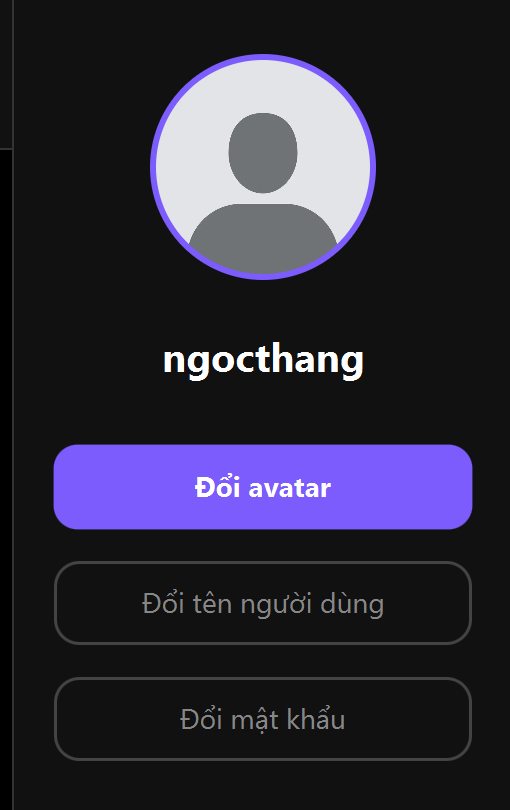 ngocthang
Đổi avatar
Đổi tên người dùng
Đổi mật khẩu